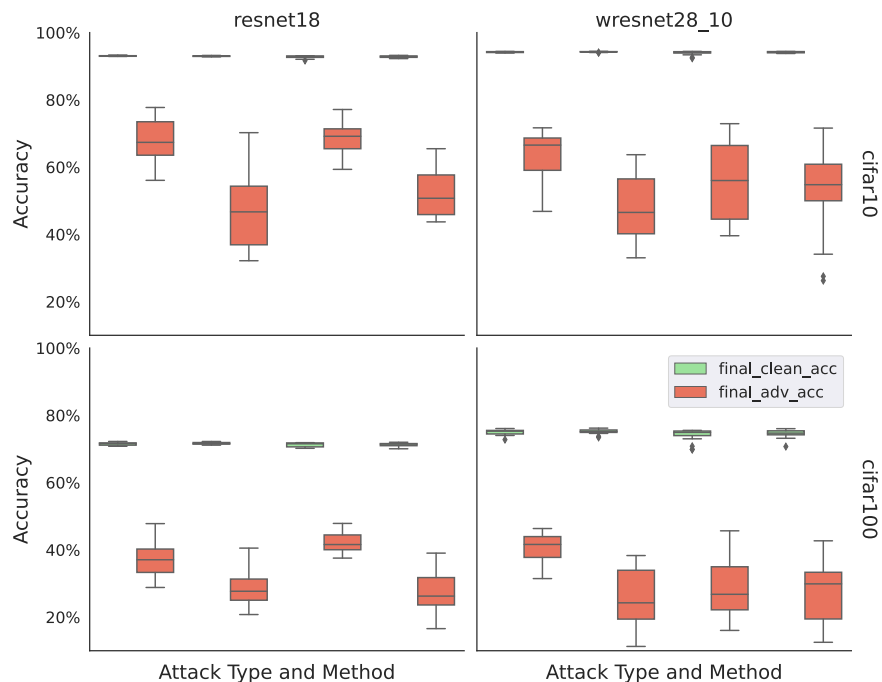 resnet18
wresnet28_10
100%
80%
60%
40%
20%
Accuracy
cifar10
100%
80%
60%
40%
20%
Accuracy
final_clean_acc
final_adv_acc
cifar100
Attack Type and Method
Attack Type and Method